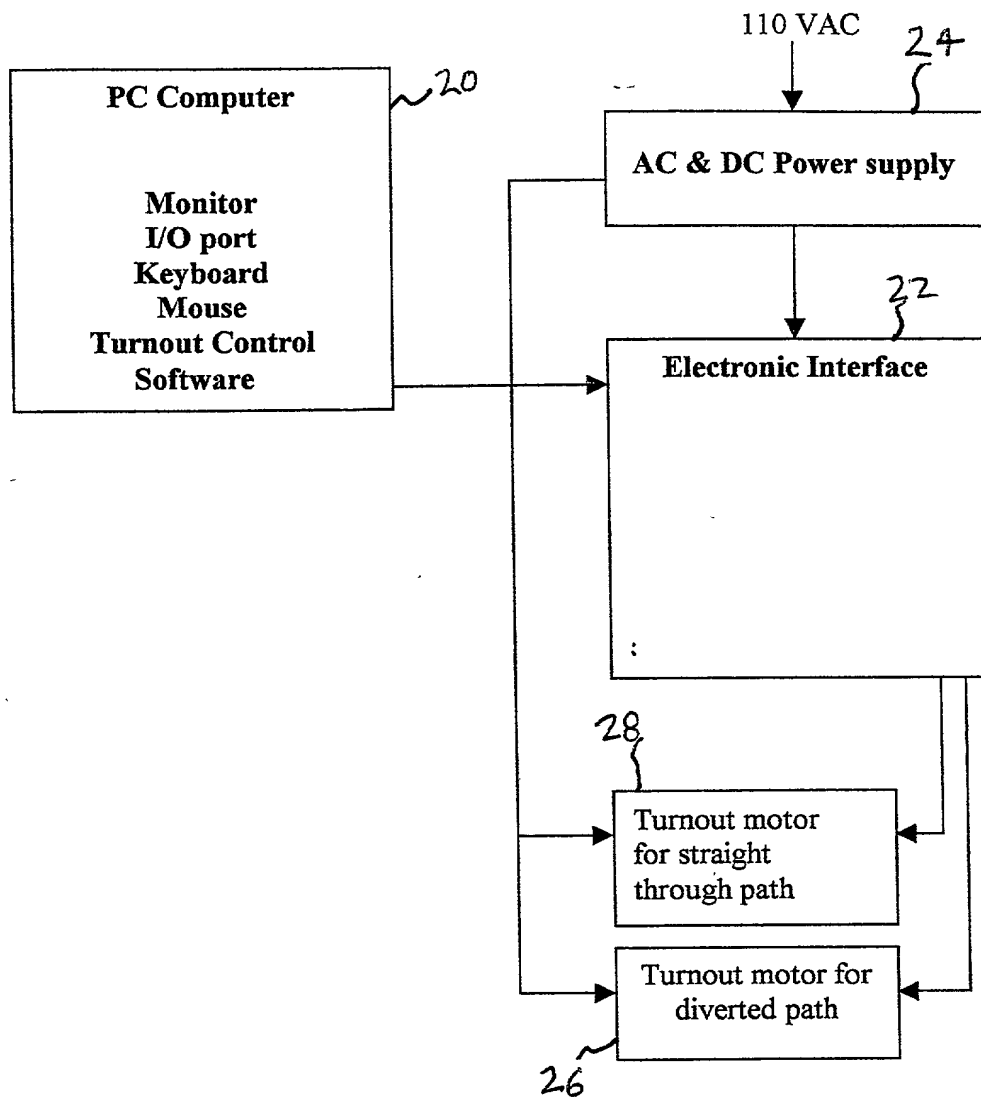 110 VAC
24
20
PC Computer
Monitor
I/O port
Keyboard
Mouse
Turnout Control
Software
AC & DC Power supply
22
Electronic Interface
:
28
Turnout motor
for straight
through path
Turnout motor for
diverted path
26